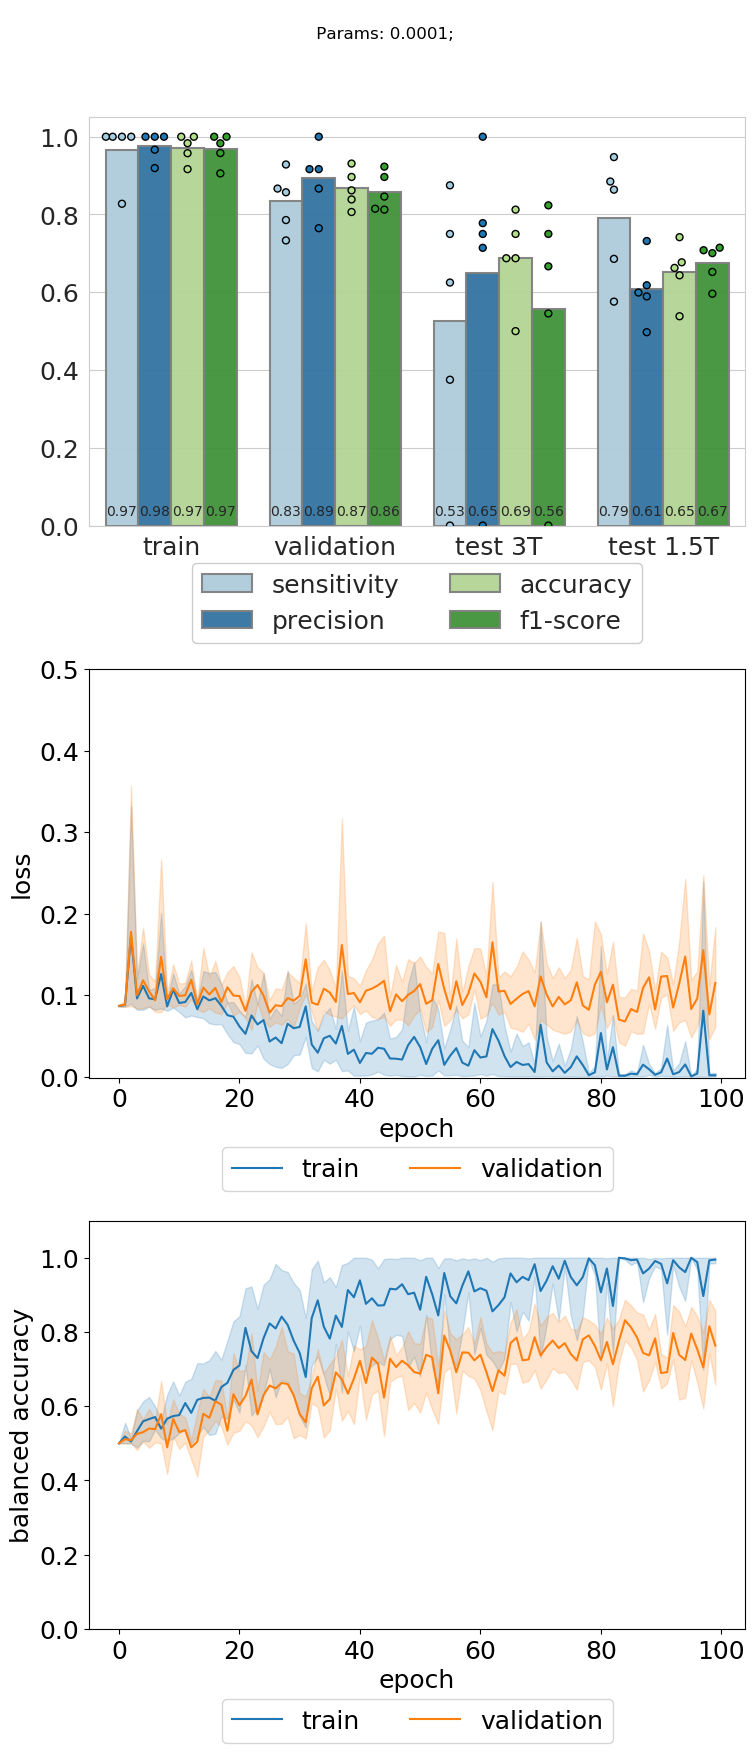 Params: 0.0001;
1.0
0.8
0.6
0.4
0.2
0.0
0.97 0.98 0.97 0.97 0.83 0.89 0.87 0.86 0.53 0.65 0.69 0.56 0.79 0.61 0.65 0.67
train validation test 3T test 1.5T
sensitivity accuracy
precision f1-score
0.5
0.4
0.3
0.2
0.1
0.0
loss
0 20 40 60 80 100
epoch
train validation
1.0
0.8
0.6
0.4
0.2
0.0
balanced accuracy
0 20 40 60 80 100
epoch
train validation